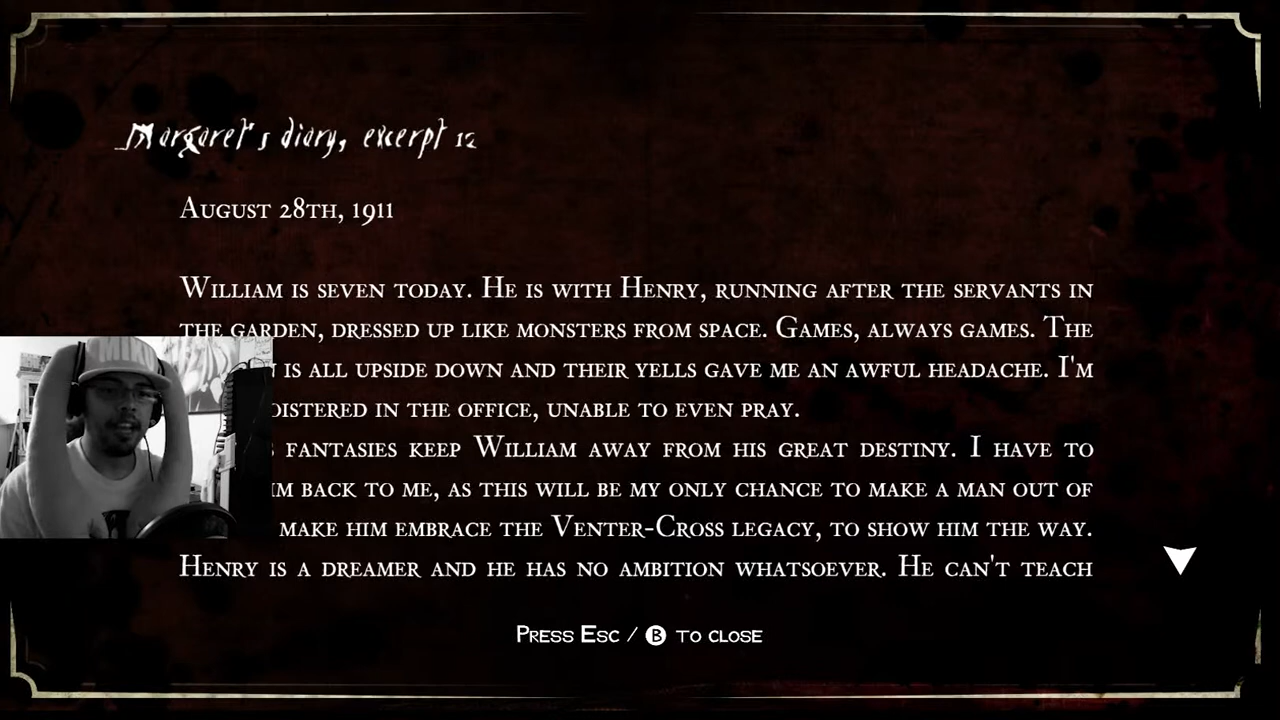 Margaret's diary, excerpt 12
August 28th, 1911
William is seven today. He is with Henry, running after the servants in
the garden, dressed up like monsters from space. Games, always games. The
is all upside down and their yells gave me an awful headache. I'm
in the office, unable to even pray.
fantasies keep William away from his great destiny. I have to
back to me, as this will be my only chance to make a man out of
make him embrace the Venter-Cross legacy, to show him the way.
Henry is a dreamer and he has no ambition whatsoever. He can't teach
Press Esc / B to close